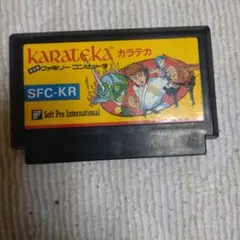 KARATEKA カラテカ
ファミリー コンピュータ
SFC-KR
Soft Pro International